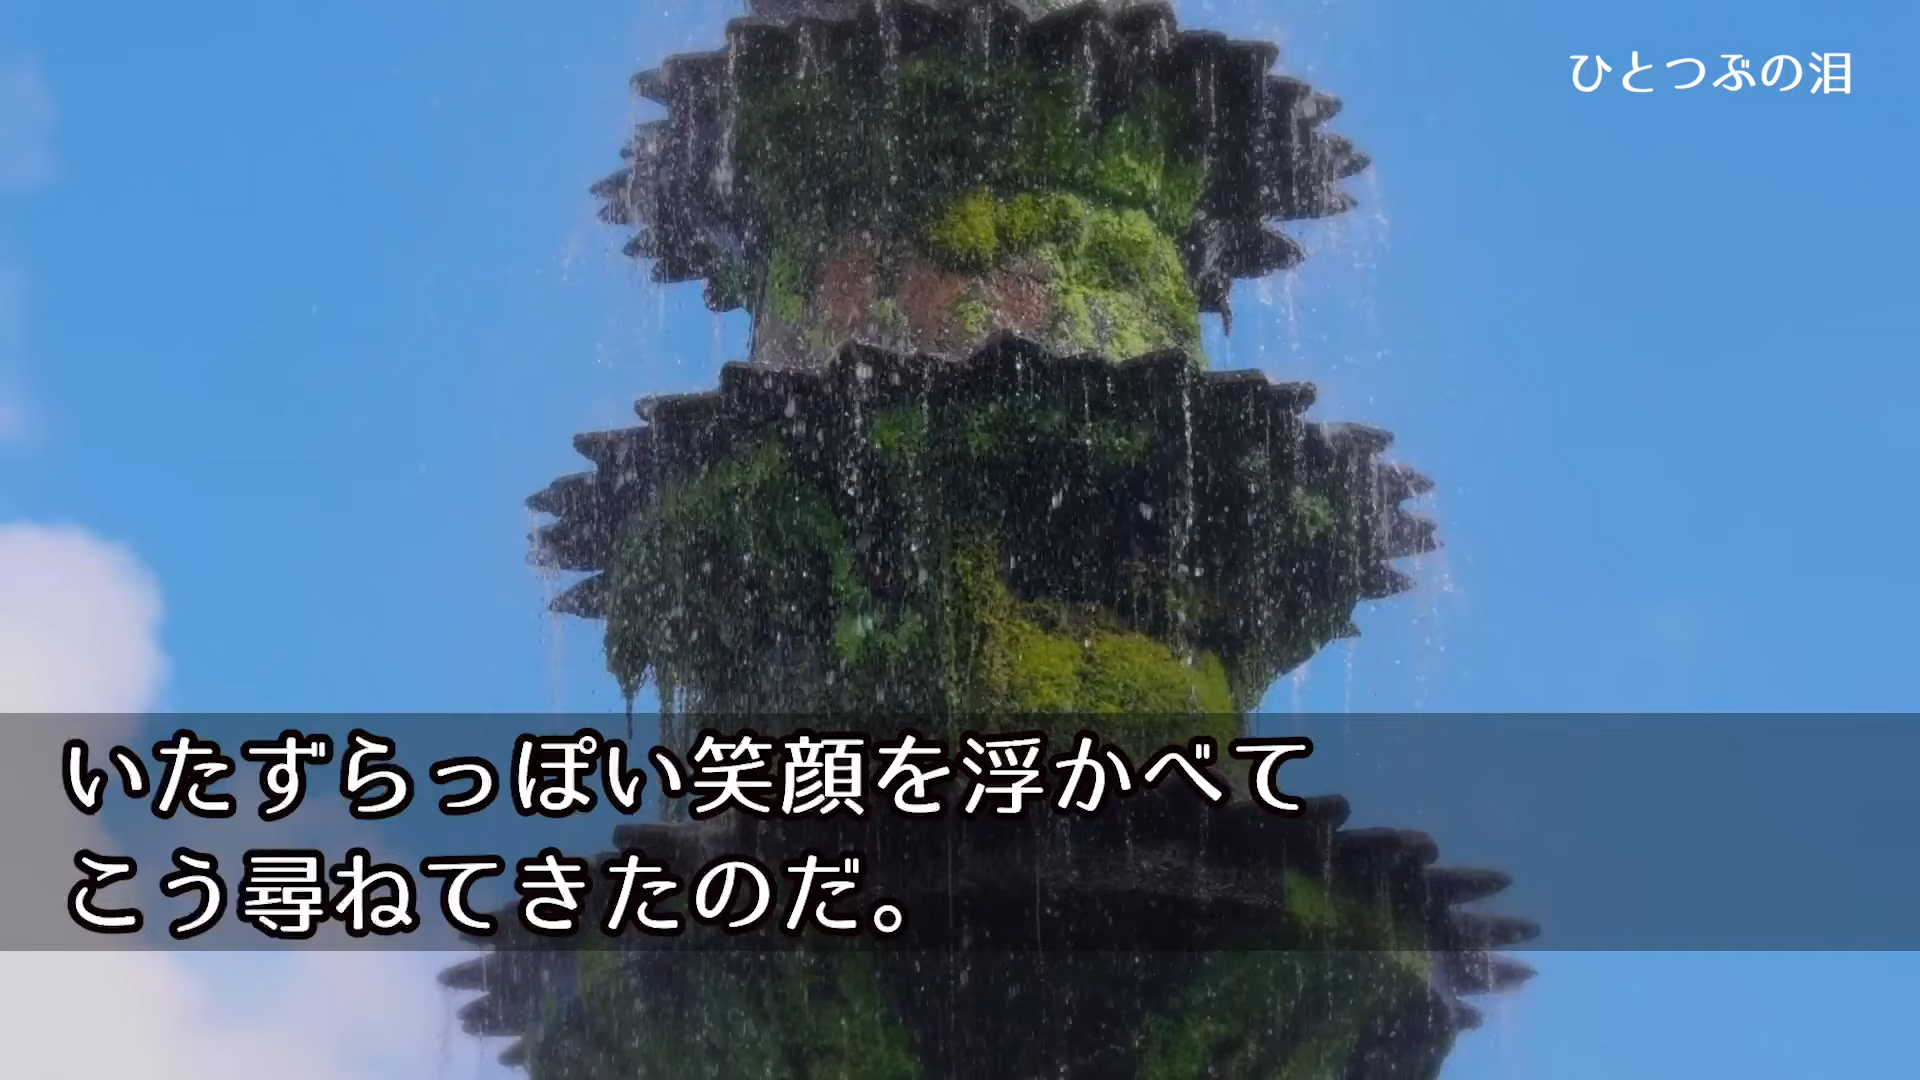 ひとつぶの泪
いたずらっぽい笑顔を浮かべて
こう尋ねてきたのだ。